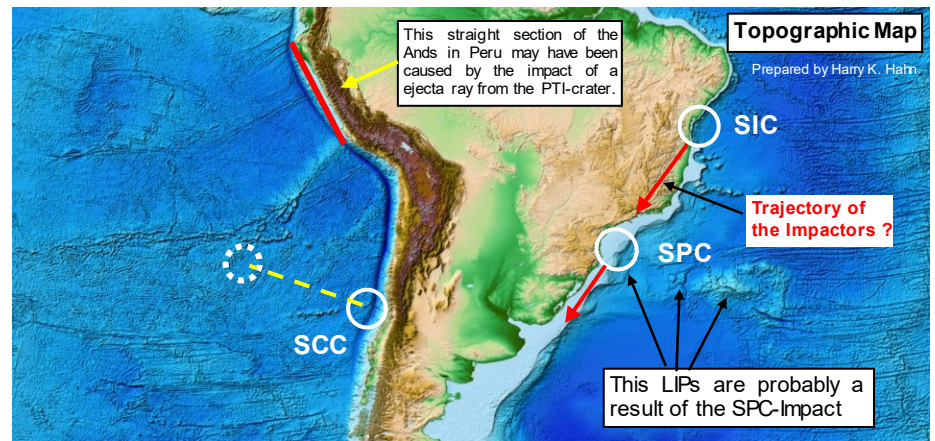 This straight section of the
Ands in Peru may have been
caused by the impact of a
ejecta ray from the PTI-crater.
Topographic Map
Prepared by Harry K. Hahn
SIC
Trajectory of
the Impactors ?
SPC
SCC
This LIPs are probably a
result of the SPC-Impact